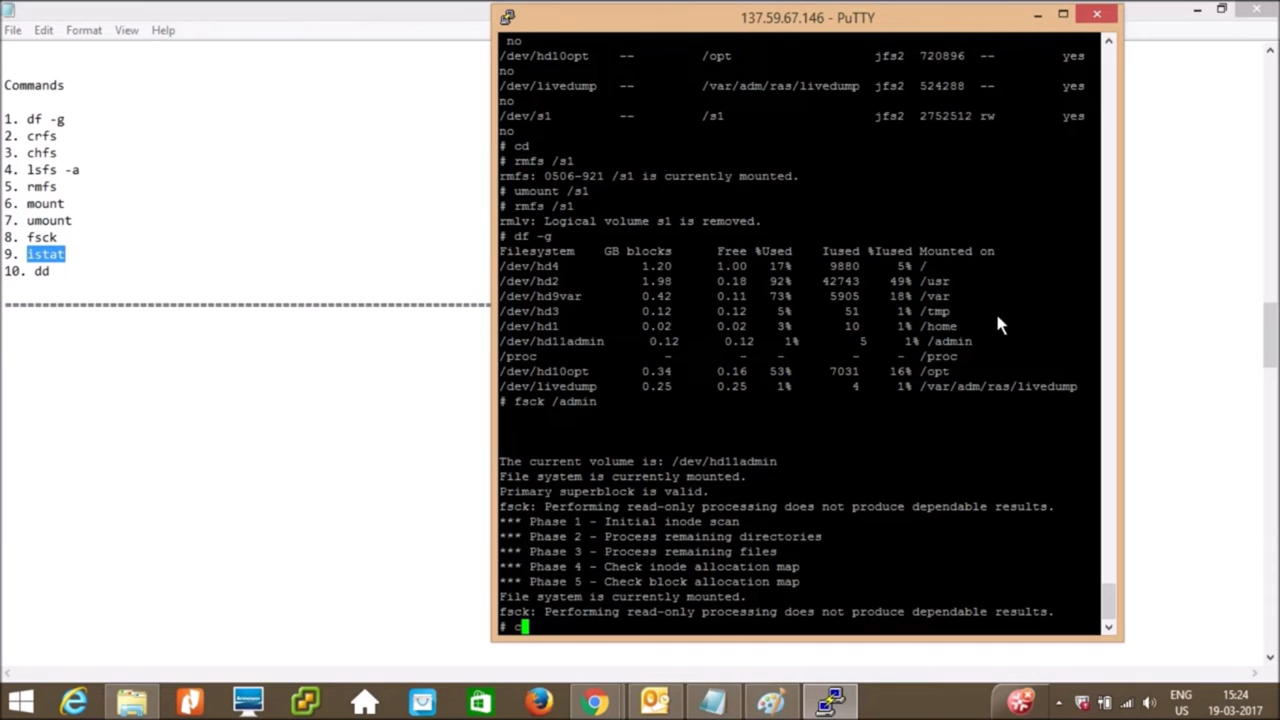 File Edit Format View Help
Commands
1. df -g
2. crfs
3. chfs
4. lsfs -a
5. rmfs
6. mount
7. umount
8. fsck
9. istat
10. dd
=================================================================
137.59.67.146 - PuTTY
no
/dev/hd10opt -- /opt jfs2 720896 -- yes
no
/dev/livedump -- /var/adm/ras/livedump jfs2 524288 -- yes
no
/dev/s1 -- /s1 jfs2 2752512 rw yes
no
# cd
# rmfs /s1
rmfs: 0506-921 /s1 is currently mounted.
# umount /s1
# rmfs /s1
rmlv: Logical volume s1 is removed.
# df -g
Filesystem GB blocks Free %Used Iused %Iused Mounted on
/dev/hd4 1.20 1.00 17% 9880 5% /
/dev/hd2 1.98 0.18 92% 42743 49% /usr
/dev/hd9var 0.42 0.11 73% 5905 18% /var
/dev/hd3 0.12 0.12 5% 51 1% /tmp
/dev/hd1 0.02 0.02 3% 10 1% /home
/dev/hd11admin 0.12 0.12 1% 5 1% /admin
/proc - - - - - /proc
/dev/hd10opt 0.34 0.16 53% 7031 16% /opt
/dev/livedump 0.25 0.25 1% 4 1% /var/adm/ras/livedump
# fsck /admin
The current volume is: /dev/hd11admin
File system is currently mounted.
Primary superblock is valid.
fsck: Performing read-only processing does not produce dependable results.
*** Phase 1 - Initial inode scan
*** Phase 2 - Process remaining directories
*** Phase 3 - Process remaining files
*** Phase 4 - Check inode allocation map
*** Phase 5 - Check block allocation map
File system is currently mounted.
fsck: Performing read-only processing does not produce dependable results.
# c
ENG 15:24
US 19-03-2017